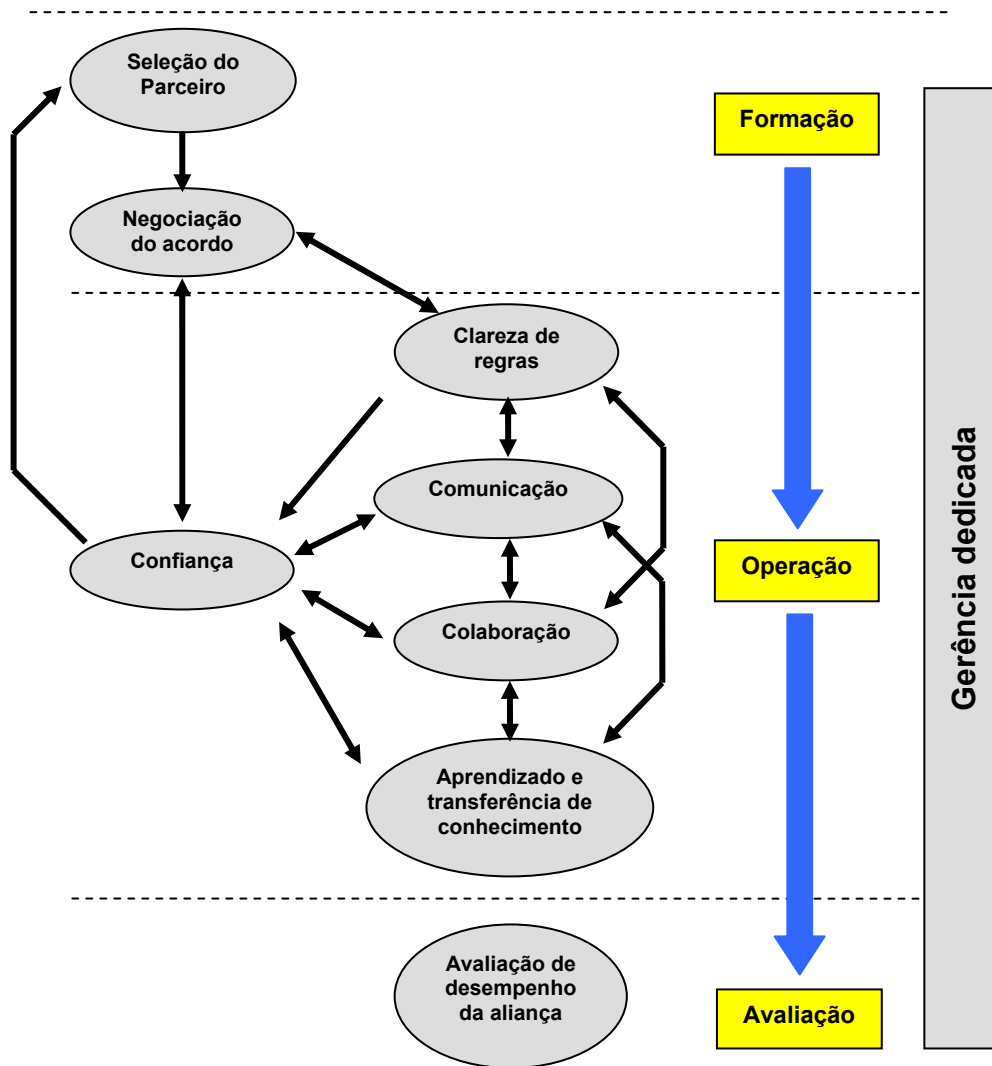 Seleção do
Parceiro
Formação
Negociação
do acordo
Clareza de
regras
Comunicação
Confiança
Operação
Colaboração
Aprendizado e
transferência de
conhecimento
Avaliação de
desempenho
da aliança
Avaliação
Gerência dedicada